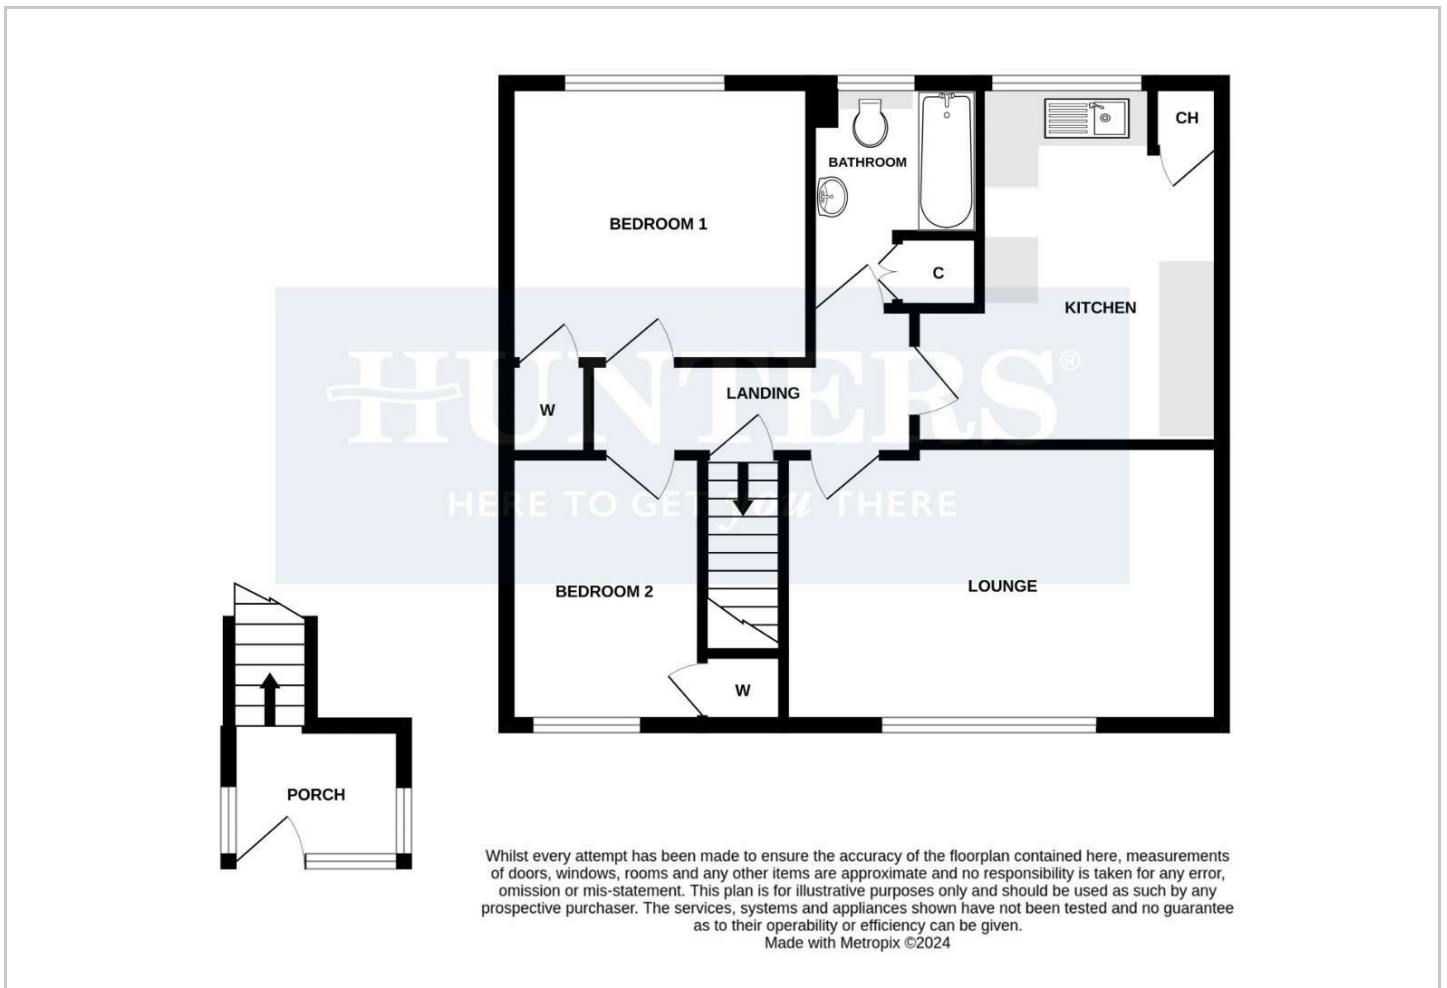 BEDROOM 1
BATHROOM
CH
C
KITCHEN
W
LANDING
HUNTERS®
HERE TO GET you THERE
BEDROOM 2
LOUNGE
W
PORCH
Whilst every attempt has been made to ensure the accuracy of the floorplan contained here, measurements
of doors, windows, rooms and any other items are approximate and no responsibility is taken for any error,
omission or mis-statement. This plan is for illustrative purposes only and should be used as such by any
prospective purchaser. The services, systems and appliances shown have not been tested and no guarantee
as to their operability or efficiency can be given.
Made with Metropix ©2024